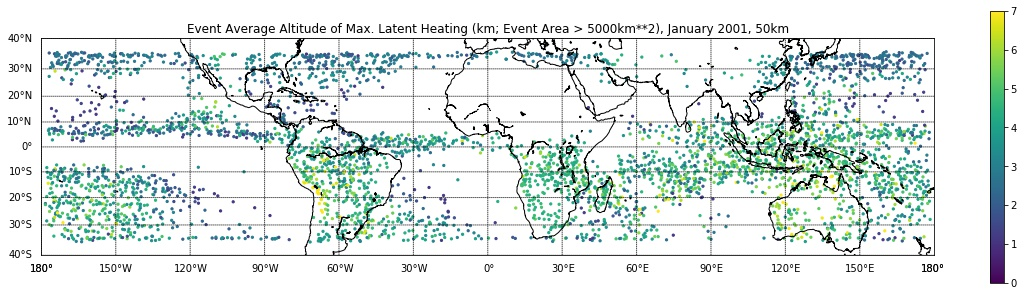 Event Average Altitude of Max. Latent Heating (km; Event Area > 5000km**2), January 2001, 50km
40°N
30°N
20°N
10°N
0°
10°S
20°S
30°S
40°S
180° 150°W 120°W 90°W 60°W 30°W 0° 30°E 60°E 90°E 120°E 150°E 180°
7
6
5
4
3
2
1
0